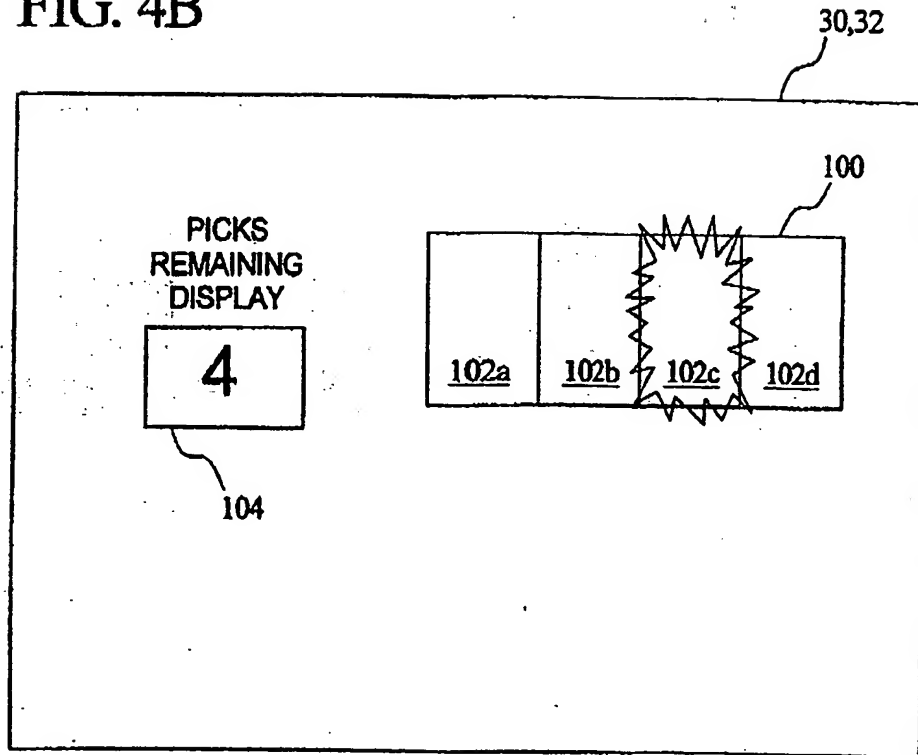 FIG. 4B
30,32
100
PICKS
REMAINING
DISPLAY
4
102a 102b 102c 102d
104